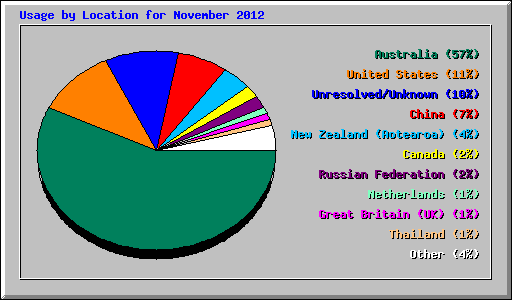 Usage by Location for November 2012
Australia (57%)
United States (11%)
Unresolved/Unknown (10%)
China (7%)
New Zealand (Aotearoa) (4%)
Canada (2%)
Russian Federation (2%)
Netherlands (1%)
Great Britain (UK) (1%)
Thailand (1%)
Other (4%)